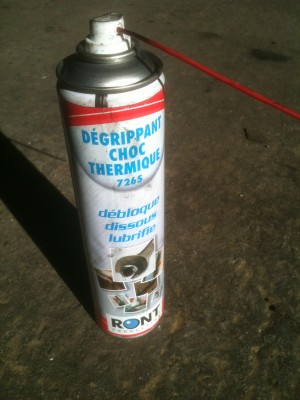 DÉGRIPPANT
CHOC
THERMIQUE
7265
débloque
dissous
lubrifie
RONT